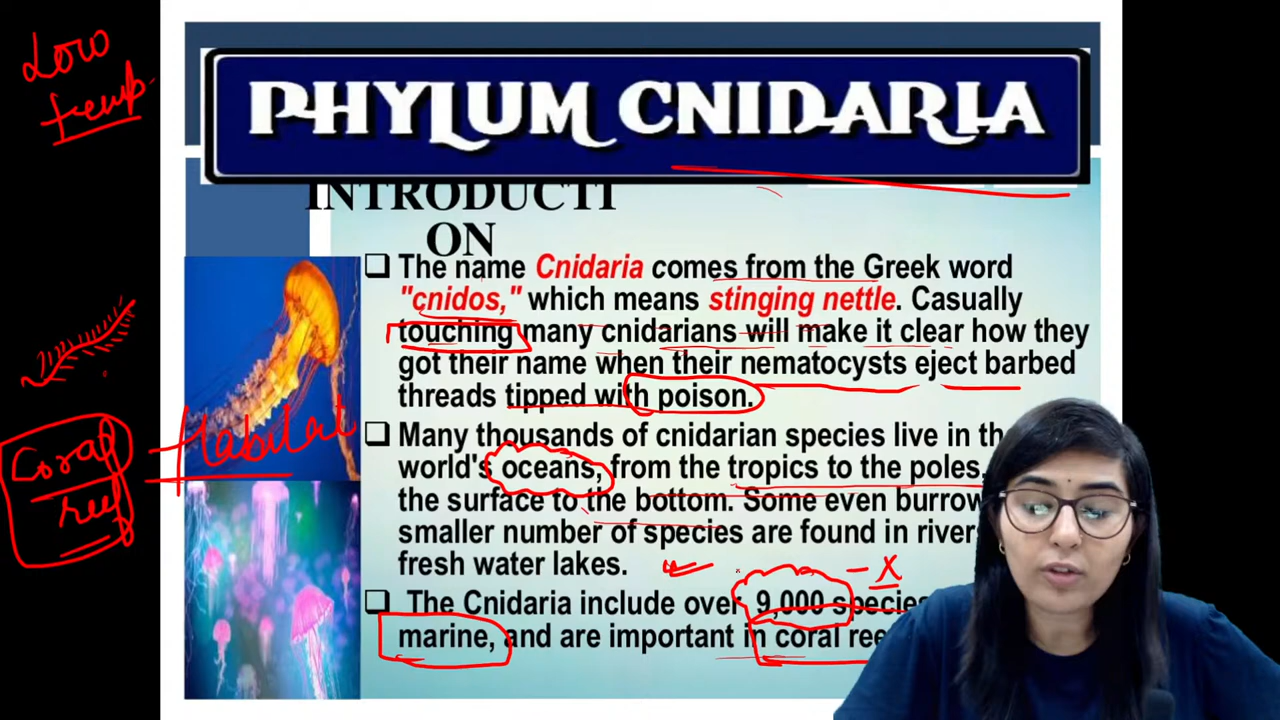 Low
temp
PHYLUM CNIDARIA
INTRODUCTI
ON
The name Cnidaria comes from the Greek word
"cnidos," which means stinging nettle. Casually
touching many cnidarians will make it clear how they
got their name when their nematocysts eject barbed
threads tipped with poison.
Many thousands of cnidarian species live in th
world's oceans, from the tropics to the poles,
the surface to the bottom. Some even burrow
smaller number of species are found in rivers
fresh water lakes.
The Cnidaria include over 9,000 species
marine, and are important in coral ree
Coral
reef
Habitat
- x